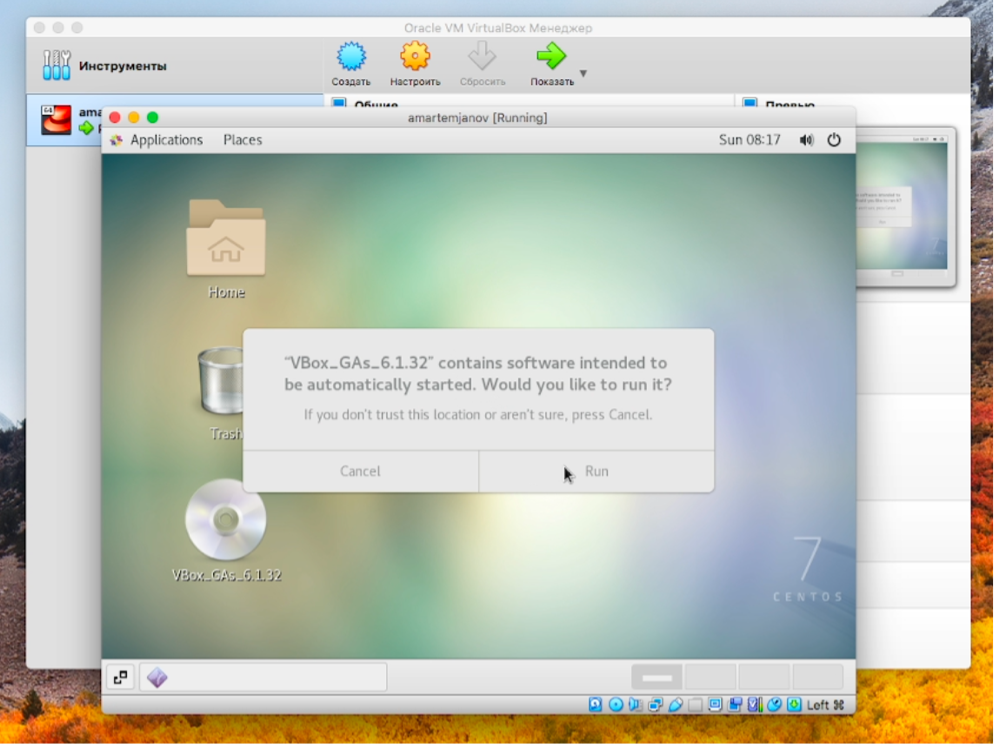 Oracle VM VirtualBox Менеджер
Инструменты
Создать
Настроить
Сбросить
Показать
64
Общие
Превью
amartemjanov [Running]
Applications Places Sun 08:17
Home
Trash
VBox_GAs_6.1.32
“VBox_GAs_6.1.32” contains software intended to
be automatically started. Would you like to run it?
If you don't trust this location or aren't sure, press Cancel.
Cancel
Run
7
CENTOS
Left ⌘